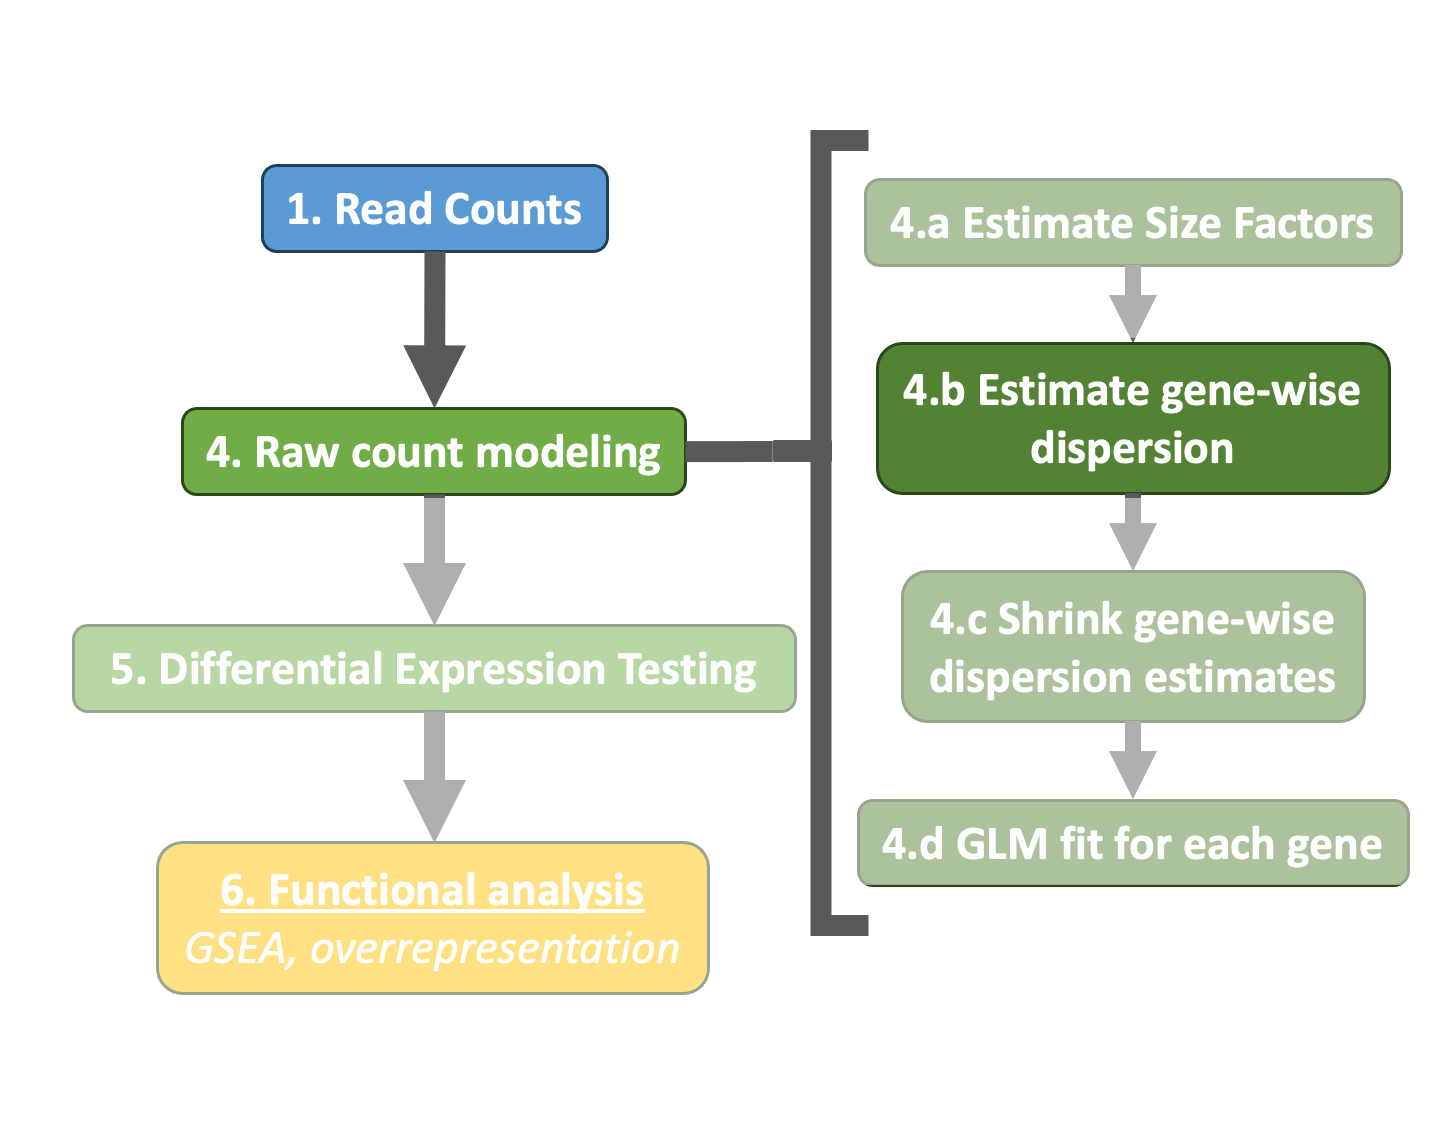 1. Read Counts
4. Raw count modeling
5. Differential Expression Testing
6. Functional analysis
GSEA, overrepresentation
4.a Estimate Size Factors
4.b Estimate gene-wise
dispersion
4.c Shrink gene-wise
dispersion estimates
4.d GLM fit for each gene